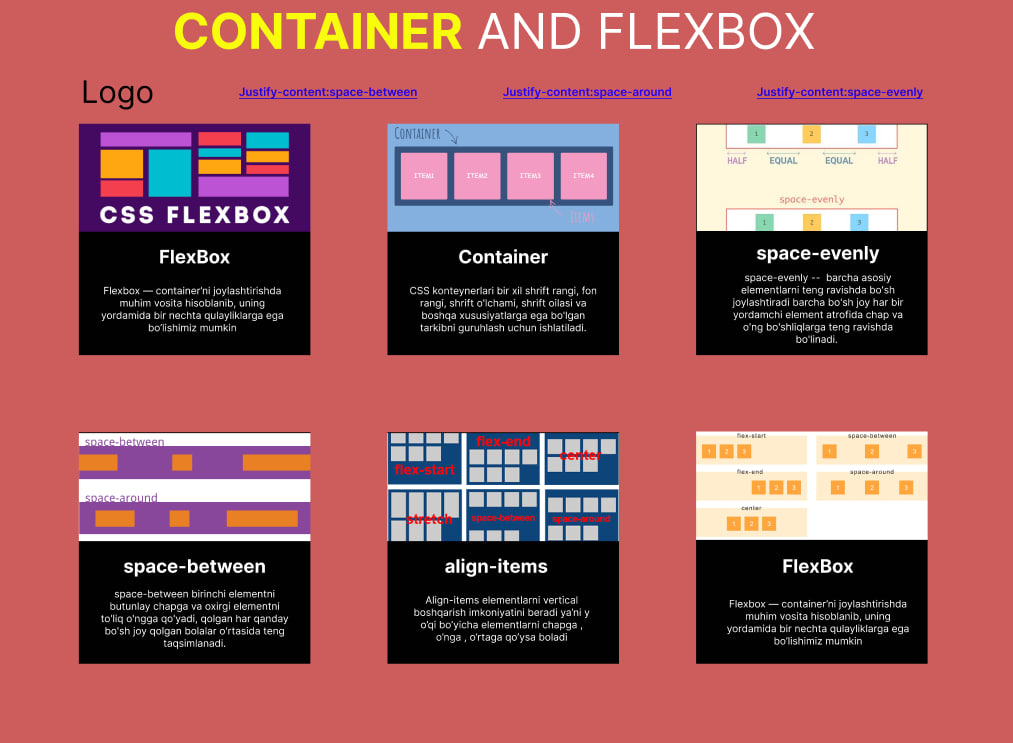 CONTAINER AND FLEXBOX
Logo
Justify-content:space-between
Justify-content:space-around
Justify-content:space-evenly
CSS FLEXBOX
FlexBox
Flexbox — container'ni joylashtirishda
muhim vosita hisoblanib, uning
yordamida bir nechta qulayliklarga ega
bo'lishimiz mumkin
CONTAINER
ITEM1 ITEM2 ITEM3 ITEM4
ITEMS
Container
CSS konteynerlari bir xil shrift rangi, fon
rangi, shrift o'lchami, shrift oilasi va
boshqa xususiyatlarga ega bo'lgan
tarkibni guruhlash uchun ishlatiladi.
1 2 3
HALF EQUAL EQUAL HALF
space-evenly
1 2 3
space-evenly
space-evenly -- barcha asosiy
elementlarni teng ravishda bo'sh
joylashtiradi barcha bo'sh joy har bir
yordamchi element atrofida chap va
o'ng bo'shliqlarga teng ravishda
bo'linadi.
space-between
space-around
space-between
space-between birinchi elementni
butunlay chapga va oxirgi elementni
to'liq o'ngga qo'yadi, qolgan har qanday
bo'sh joy qolgan bolalar o'rtasida teng
taqsimlanadi.
flex-start
flex-end
center
stretch
space-between
space-around
align-items
Align-items elementlarni vertical
boshqarish imkoniyatini beradi ya'ni y
o'qi bo'yicha elementlarni chapga ,
o'nga , o'rtaga qo'ysa boladi
flex-start
1 2 3
space-between
1 2 3
flex-end
1 2 3
space-around
1 2 3
center
1 2 3
FlexBox
Flexbox — container'ni joylashtirishda
muhim vosita hisoblanib, uning
yordamida bir nechta qulayliklarga ega
bo'lishimiz mumkin